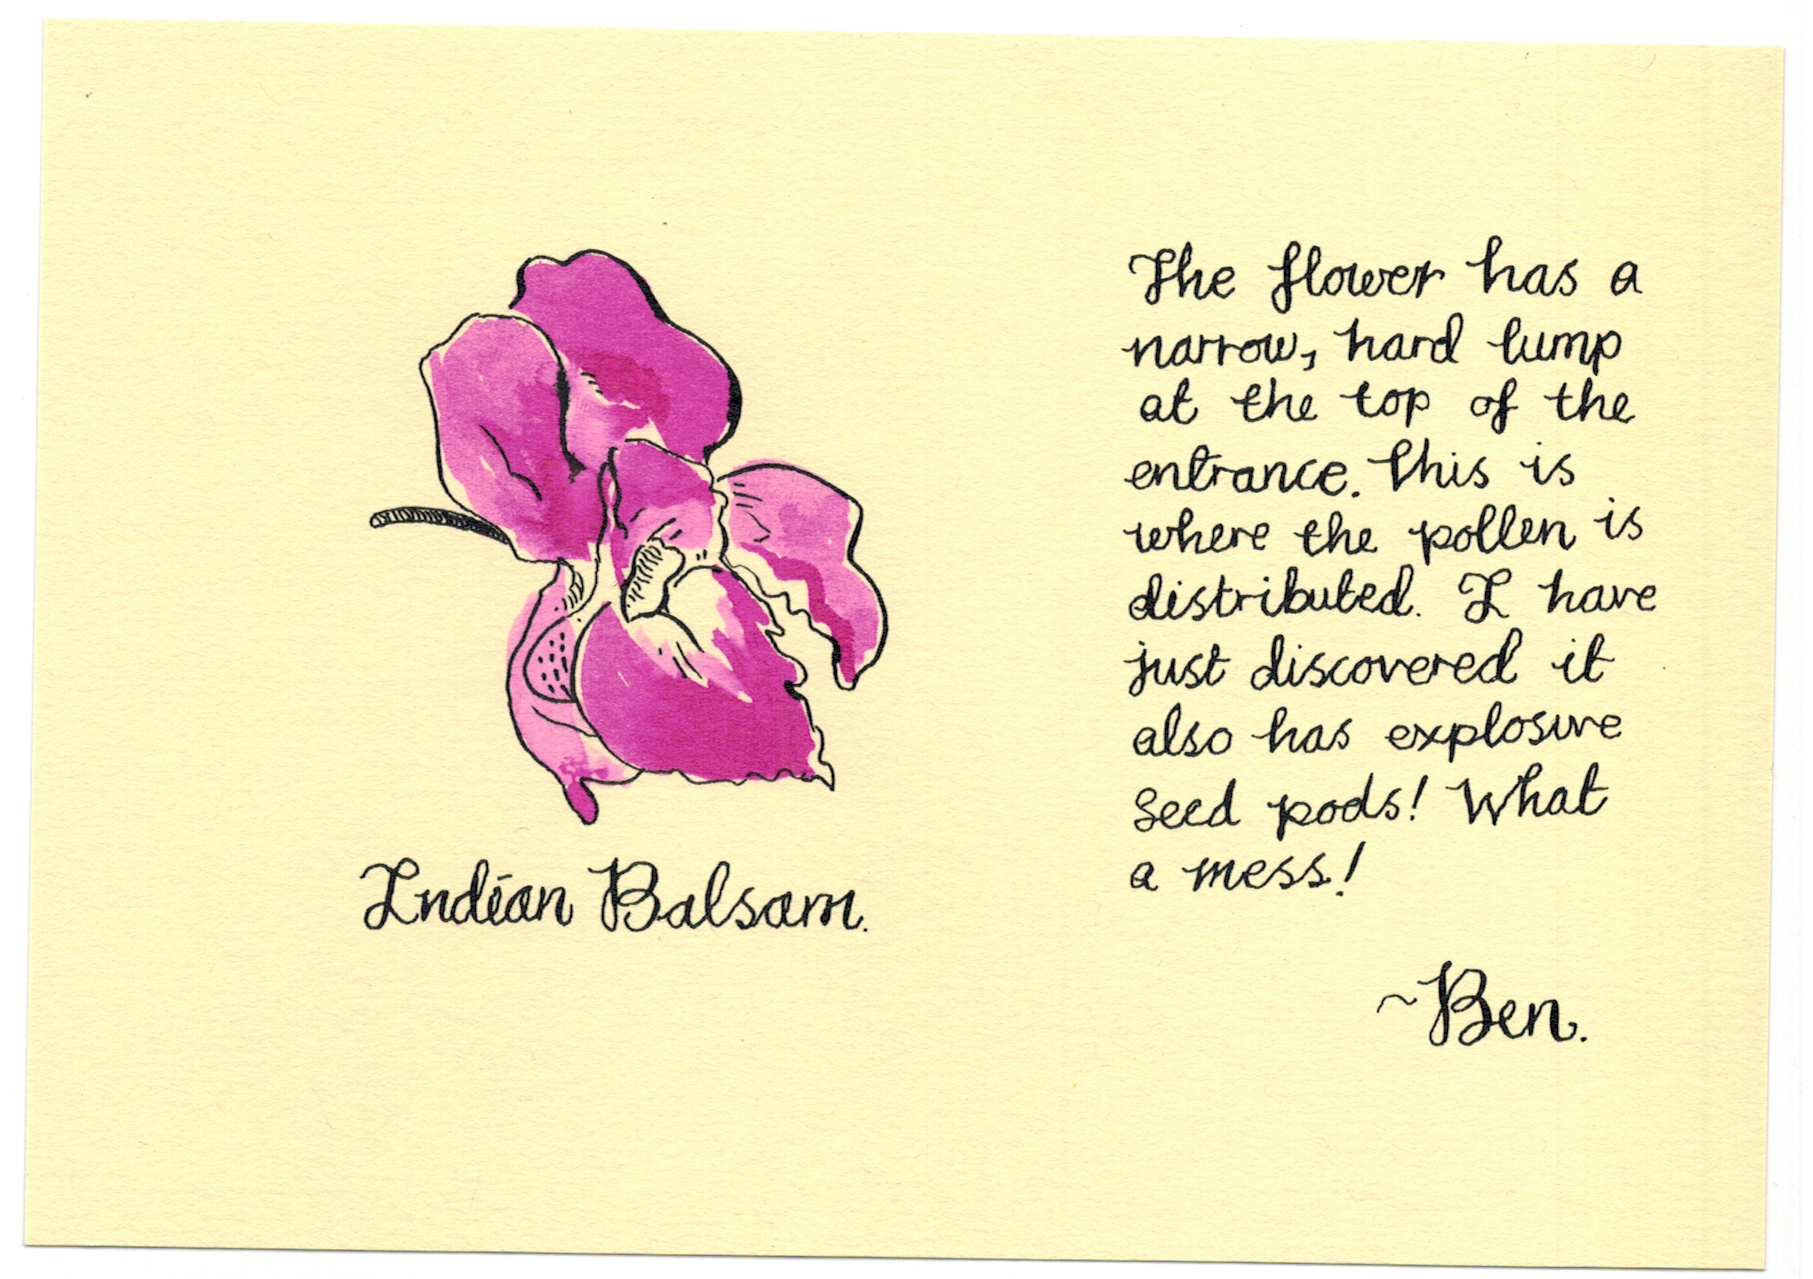 The flower has a
narrow, hard lump
at the top of the
entrance. This is
where the pollen is
distributed. I have
just discovered it
also has explosive
seed pods! What
a mess!
~Ben.
Indian Balsam.